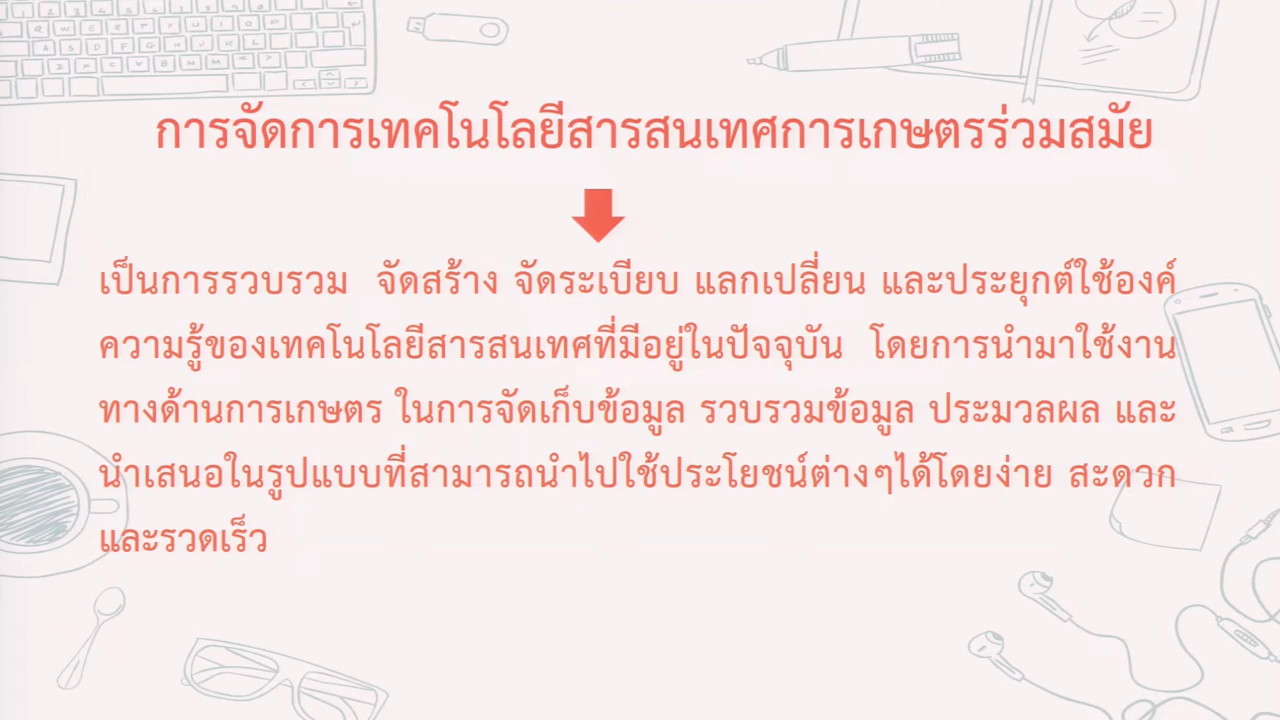 การจัดการเทคโนโลยีสารสนเทศการเกษตรร่วมสมัย
เป็นการรวบรวม จัดสร้าง จัดระเบียบ แลกเปลี่ยน และประยุกต์ใช้องค์
ความรู้ของเทคโนโลยีสารสนเทศที่มีอยู่ในปัจจุบัน โดยการนำมาใช้งาน
ทางด้านการเกษตร ในการจัดเก็บข้อมูล รวบรวมข้อมูล ประมวลผล และ
นำเสนอในรูปแบบที่สามารถนำไปใช้ประโยชน์ต่างๆได้โดยง่าย สะดวก
และรวดเร็ว